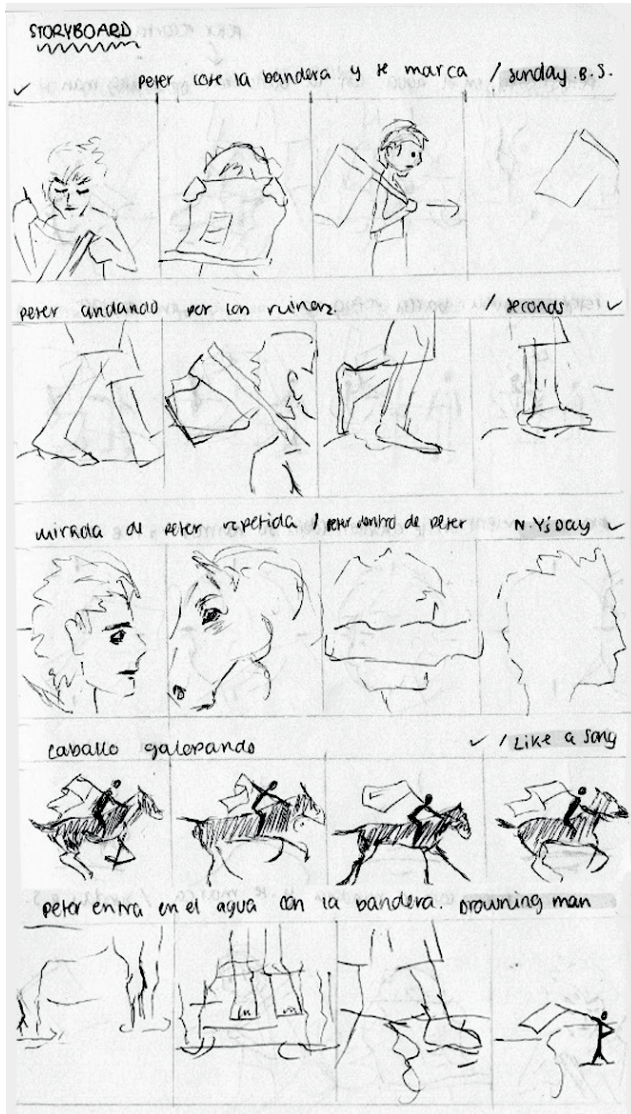 STORYBOARD
Peter cose la bandera y se marca / Sunday. B. S.
Peter andando por las ruinas. / Seconds
mirada de Peter repetida / Peter dentro de Peter N.Y's Day
caballo galopando / Like a Song
Peter entra en el agua con la bandera. Drowning man